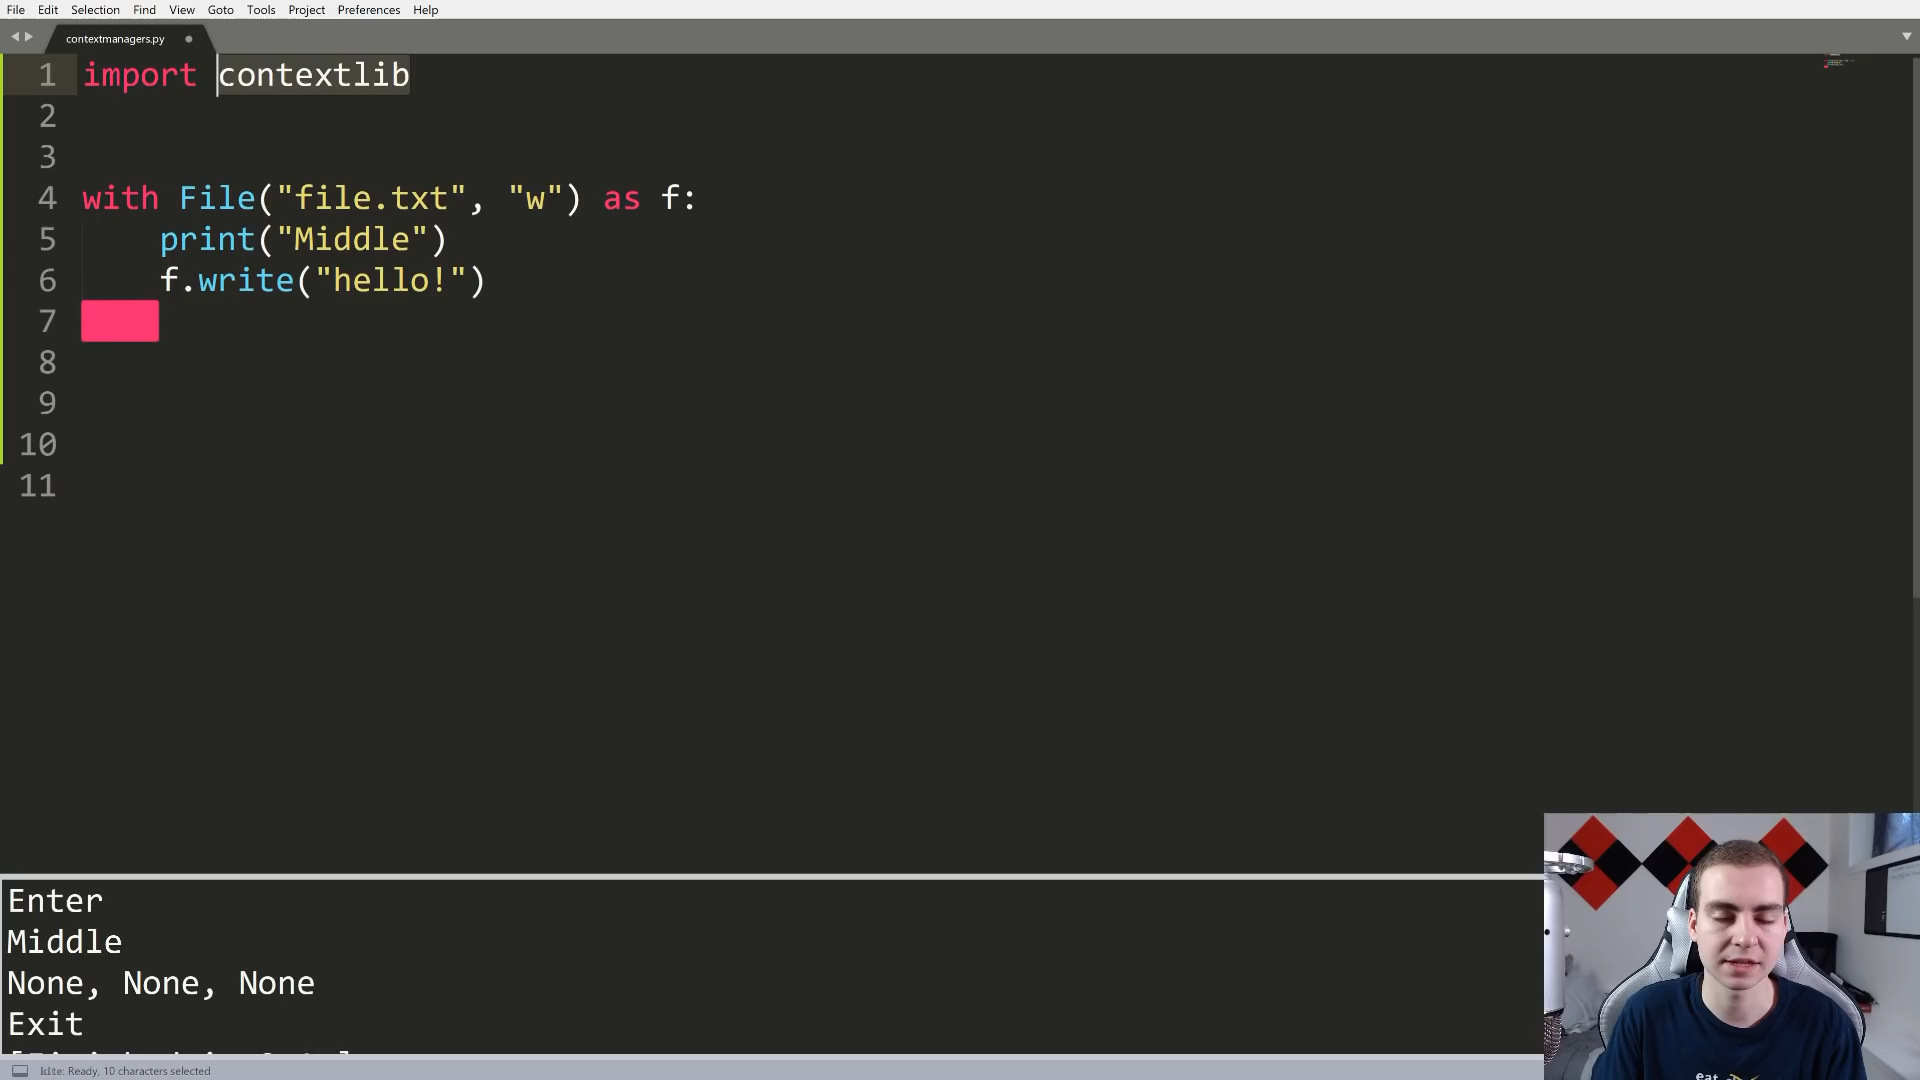 File Edit Selection Find View Goto Tools Project Preferences Help
contextmanagers.py
1 import contextlib
2
3
4 with File("file.txt", "w") as f:
5 print("Middle")
6 f.write("hello!")
7
8
9
10
11
Enter
Middle
None, None, None
Exit
eat
kite: Ready, 10 characters selected